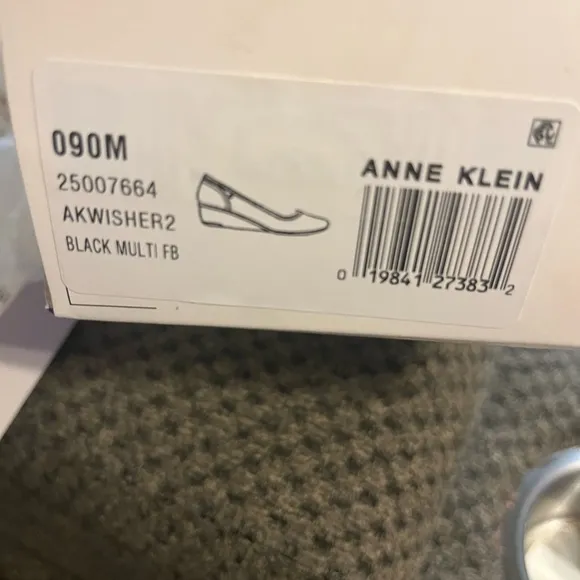 090M
25007664
AKWISHER2
BLACK MULTI FB
ANNE KLEIN
0 19841 27383 2